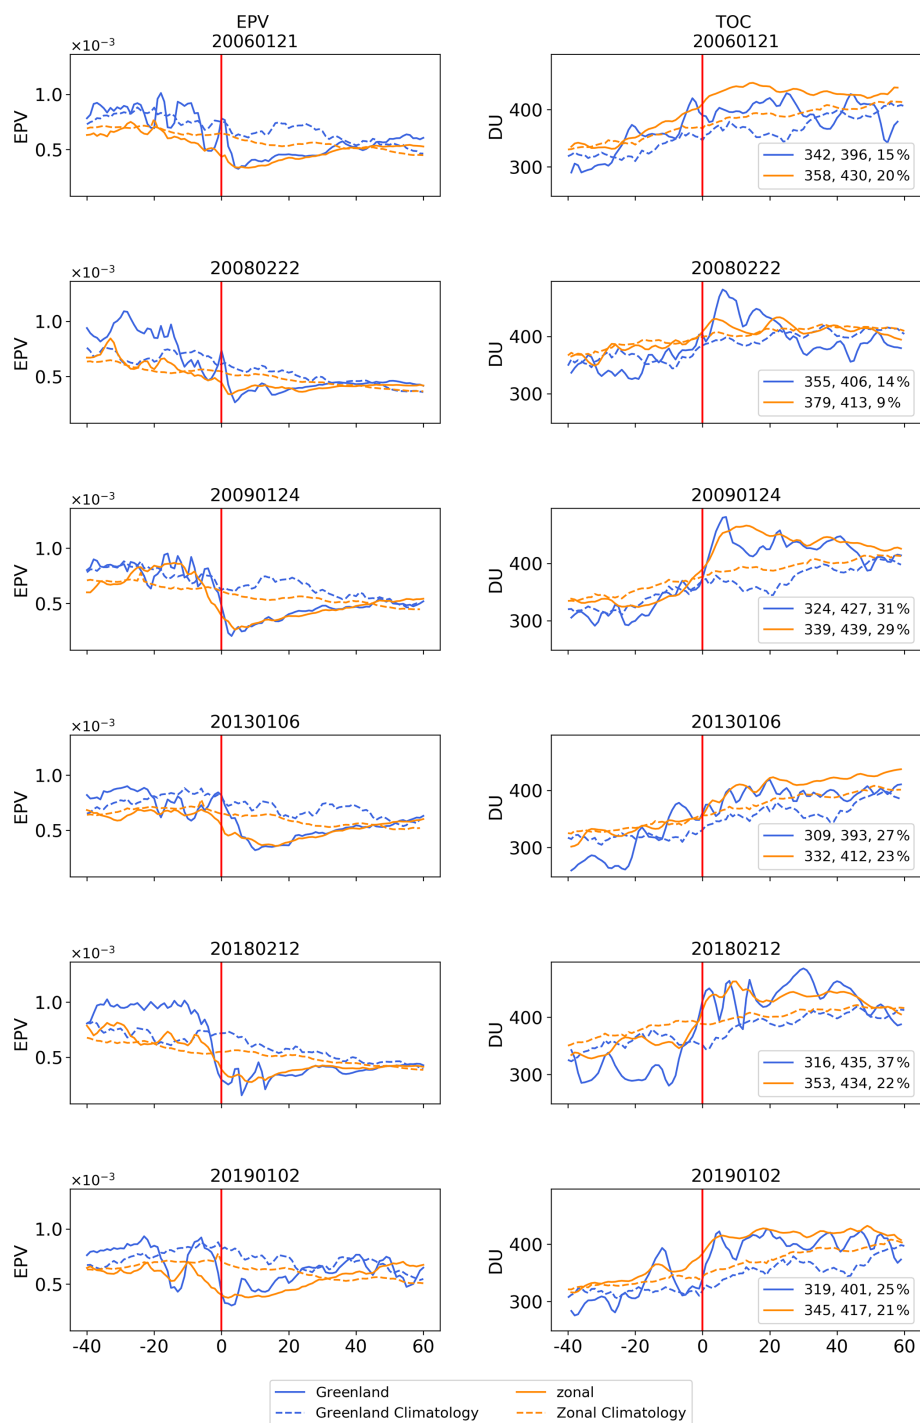 EPV
20060121
TOC
20060121
×10⁻³
1.0
0.5
EPV
400
300
DU
342, 396, 15%
358, 430, 20%
20080222
20080222
×10⁻³
1.0
0.5
EPV
400
300
DU
355, 406, 14%
379, 413, 9%
20090124
20090124
×10⁻³
1.0
0.5
EPV
400
300
DU
324, 427, 31%
339, 439, 29%
20130106
20130106
×10⁻³
1.0
0.5
EPV
400
300
DU
309, 393, 27%
332, 412, 23%
20180212
20180212
×10⁻³
1.0
0.5
EPV
400
300
DU
316, 435, 37%
353, 434, 22%
20190102
20190102
×10⁻³
1.0
0.5
EPV
400
300
DU
319, 401, 25%
345, 417, 21%
-40 -20 0 20 40 60
-40 -20 0 20 40 60
Greenland
Greenland Climatology
zonal
Zonal Climatology